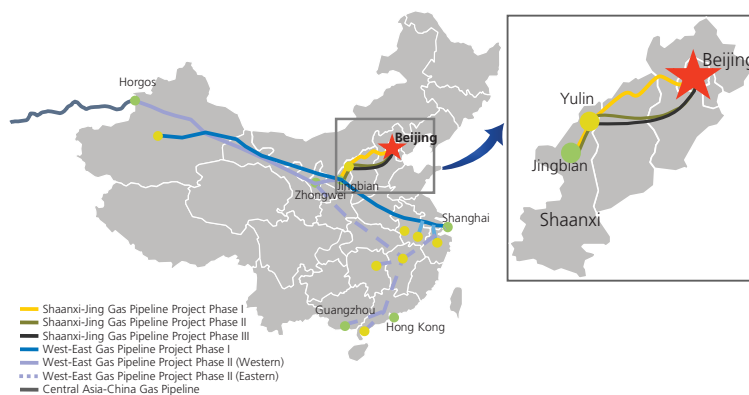 Horgos
Beijing
Jingbian
Zhongwei
Shanghai
Guangzhou
Hong Kong
Shaanxi-Jing Gas Pipeline Project Phase I
Shaanxi-Jing Gas Pipeline Project Phase II
Shaanxi-Jing Gas Pipeline Project Phase III
West-East Gas Pipeline Project Phase I
West-East Gas Pipeline Project Phase II (Western)
West-East Gas Pipeline Project Phase II (Eastern)
Central Asia-China Gas Pipeline
Beijing
Yulin
Jingbian
Shaanxi